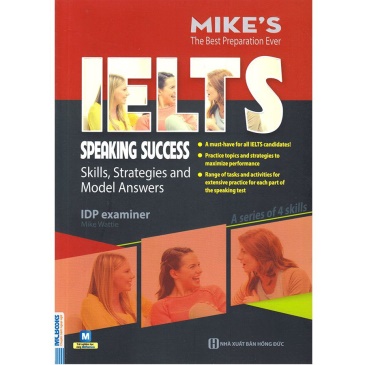 MIKE'S
The Best Preparation Ever
IELTS
SPEAKING SUCCESS
Skills, Strategies and
Model Answers
A must-have for all IELTS candidates!
Practice topics and strategies to
maximize performance
Range of tasks and activities for
extensive practice for each part of
the speaking test
IDP examiner
Mike Wattie
A series of 4 skills
MCBOOKS
M
NHÀ XUẤT BẢN HỒNG ĐỨC